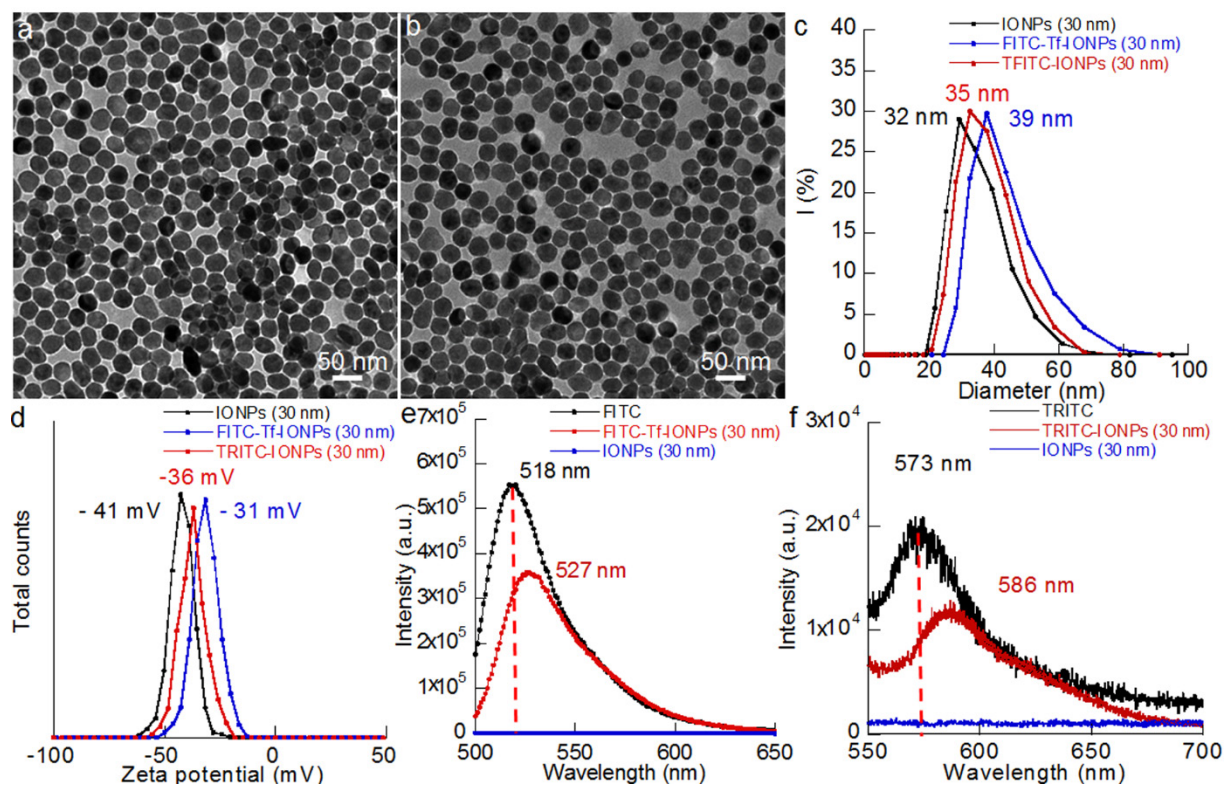 a
50 nm
b
50 nm
c
IONPs (30 nm)
FITC-Tf-IONPs (30 nm)
TFITC-IONPs (30 nm)
40
35
30
25
20
15
10
5
0
I (%)
32 nm
35 nm
39 nm
0 20 40 60 80 100
Diameter (nm)
d
IONPs (30 nm)
FITC-Tf-IONPs (30 nm)
TRITC-IONPs (30 nm)
-36 mV
- 41 mV
- 31 mV
Total counts
-100 -50 0 50
Zeta potential (mV)
e
FITC
FITC-Tf-IONPs (30 nm)
IONPs (30 nm)
7x10⁵
6x10⁵
5x10⁵
4x10⁵
3x10⁵
2x10⁵
1x10⁵
0
Intensity (a.u.)
518 nm
527 nm
500 550 600 650
Wavelength (nm)
f
TRITC
TRITC-IONPs (30 nm)
IONPs (30 nm)
3x10⁴
2x10⁴
1x10⁴
0
Intensity (a.u.)
573 nm
586 nm
550 600 650 700
Wavelength (nm)